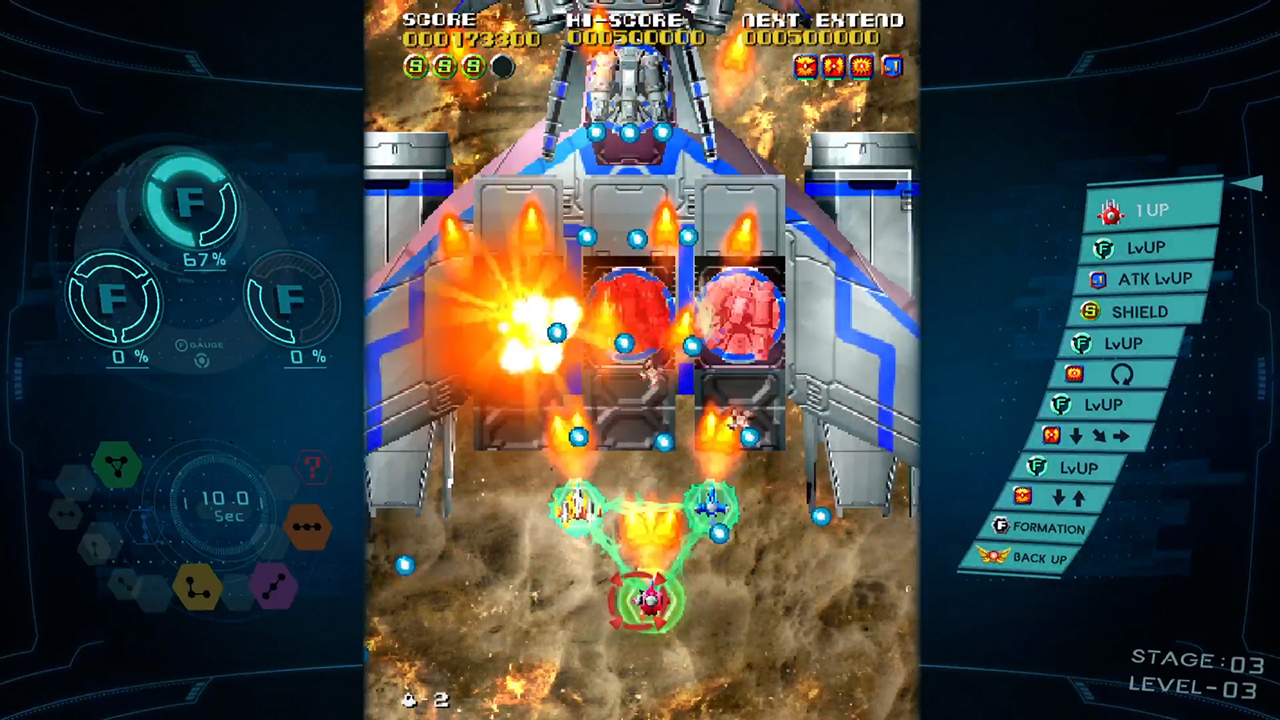 SCORE HI-SCORE NEXT EXTEND
000173300 000500000 000500000
S S S J
F
67%
F F
0 % 0 %
F GAUGE
10.0
Sec
?
1UP
F LvUP
J ATK LvUP
S SHIELD
F LvUP
F LvUP
F LvUP
F FORMATION
BACK UP
- 2
STAGE:03
LEVEL-03